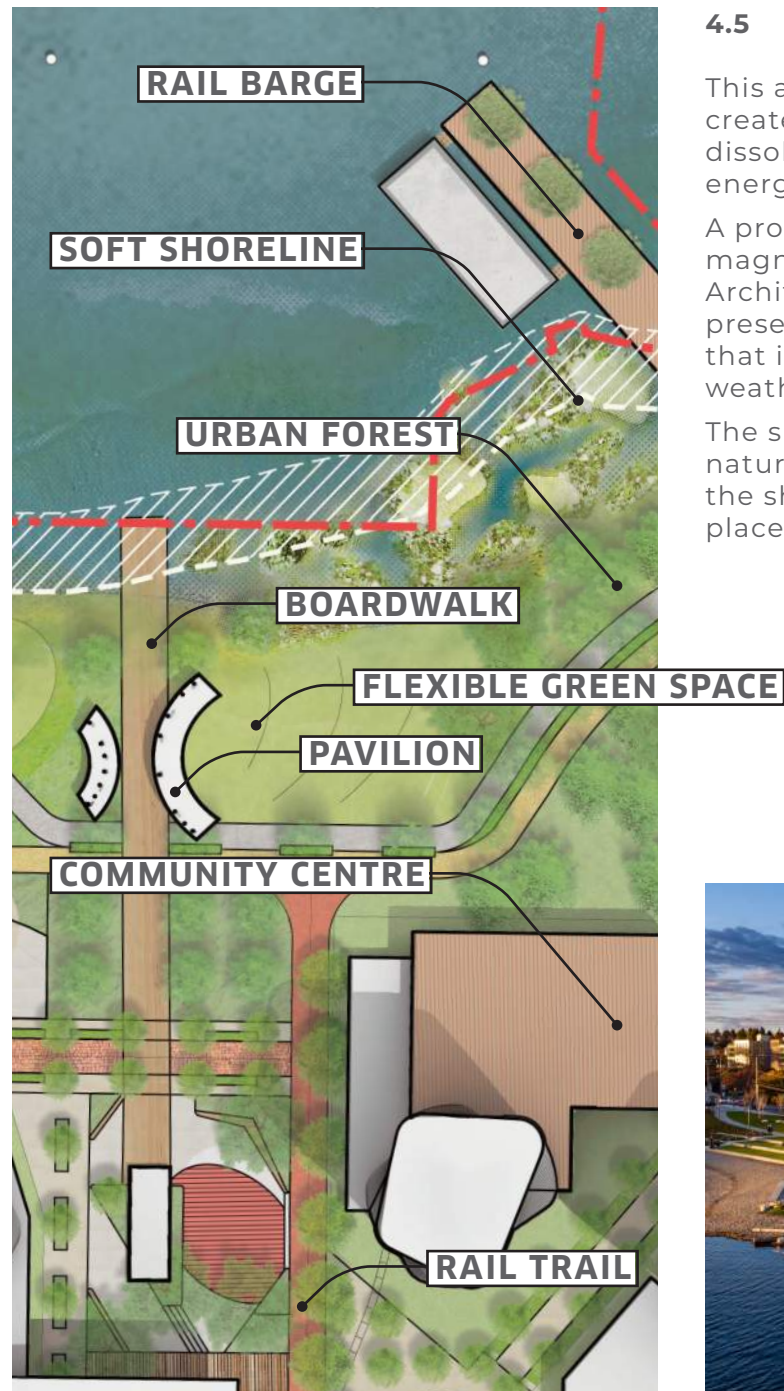 RAIL BARGE
SOFT SHORELINE
URBAN FOREST
BOARDWALK
FLEXIBLE GREEN SPACE
PAVILION
COMMUNITY CENTRE
RAIL TRAIL
4.5
This a
create
dissol
energ
A pro
magn
Archi
prese
that i
weath
The s
natur
the sh
place